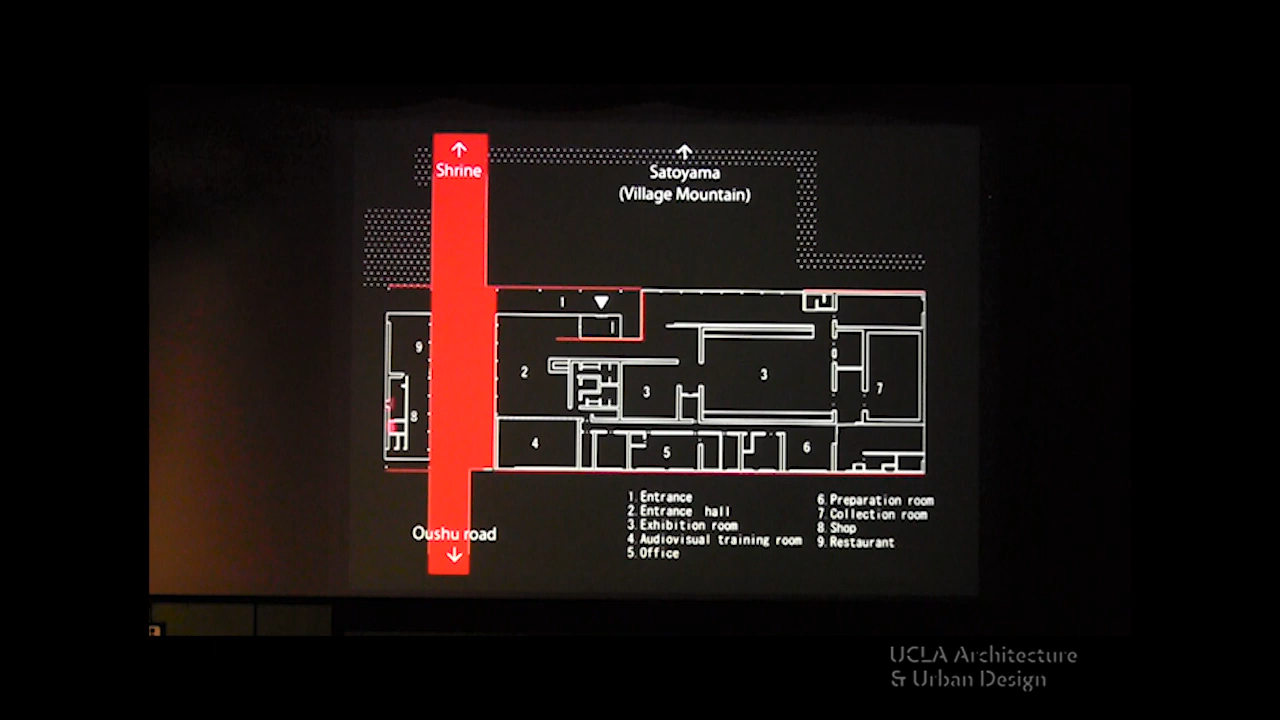 Shrine
Satoyama
(Village Mountain)
1
9
2
3
3
7
8
4
5
6
Oushu road
1.Entrance
2.Entrance hall
3.Exhibition room
4.Audiovisual training room
5.Office
6.Preparation room
7.Collection room
8.Shop
9.Restaurant
UCLA Architecture
& Urban Design